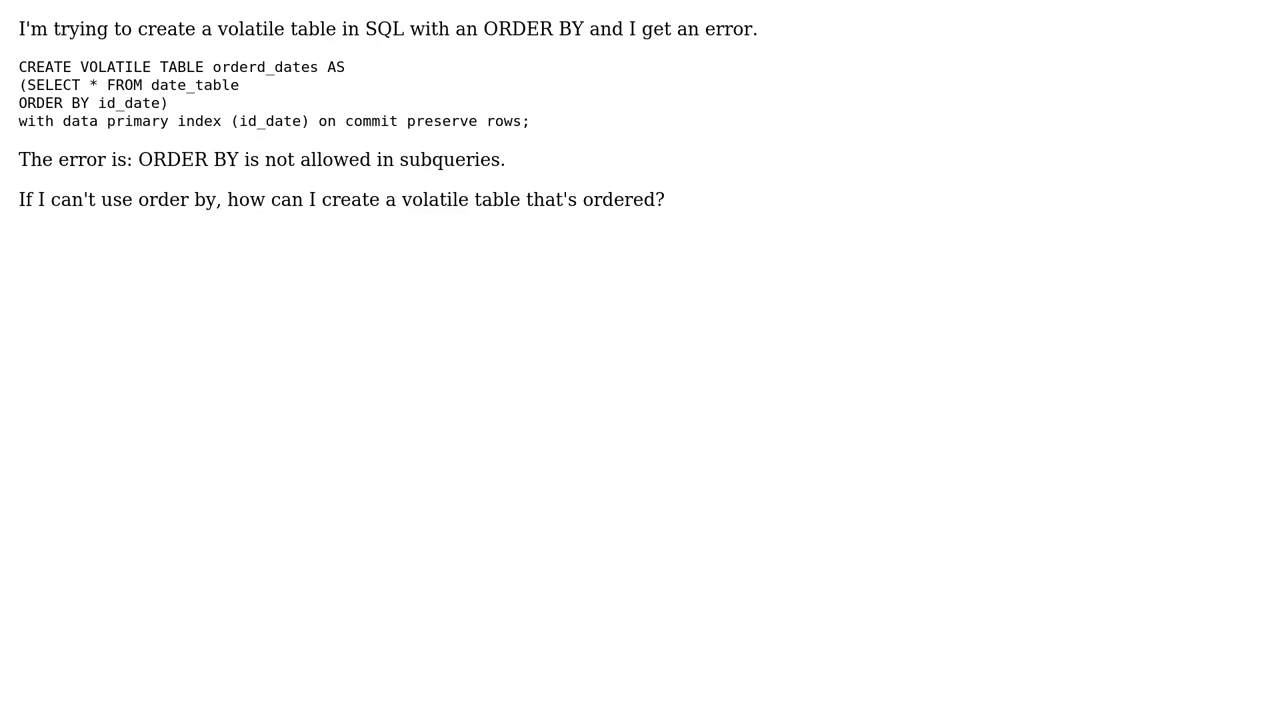 I'm trying to create a volatile table in SQL with an ORDER BY and I get an error.
CREATE VOLATILE TABLE orderd_dates AS
(SELECT * FROM date_table
ORDER BY id_date)
with data primary index (id_date) on commit preserve rows;
The error is: ORDER BY is not allowed in subqueries.
If I can't use order by, how can I create a volatile table that's ordered?